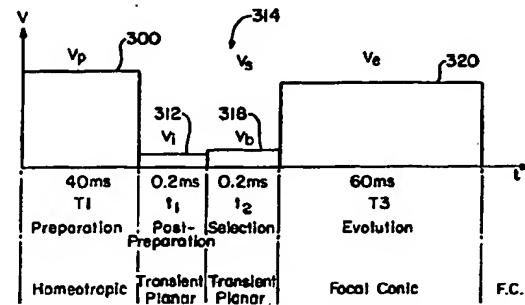 V
Vp
300
314
Vs
Ve
320
312
Vi
318
Vb
t
40ms 0.2ms 0.2ms 60ms
T1 t1 t2 T3
Preparation Post-Preparation Selection Evolution
Homeotropic Transient Planar Transient Planar Focal Conic F.C.